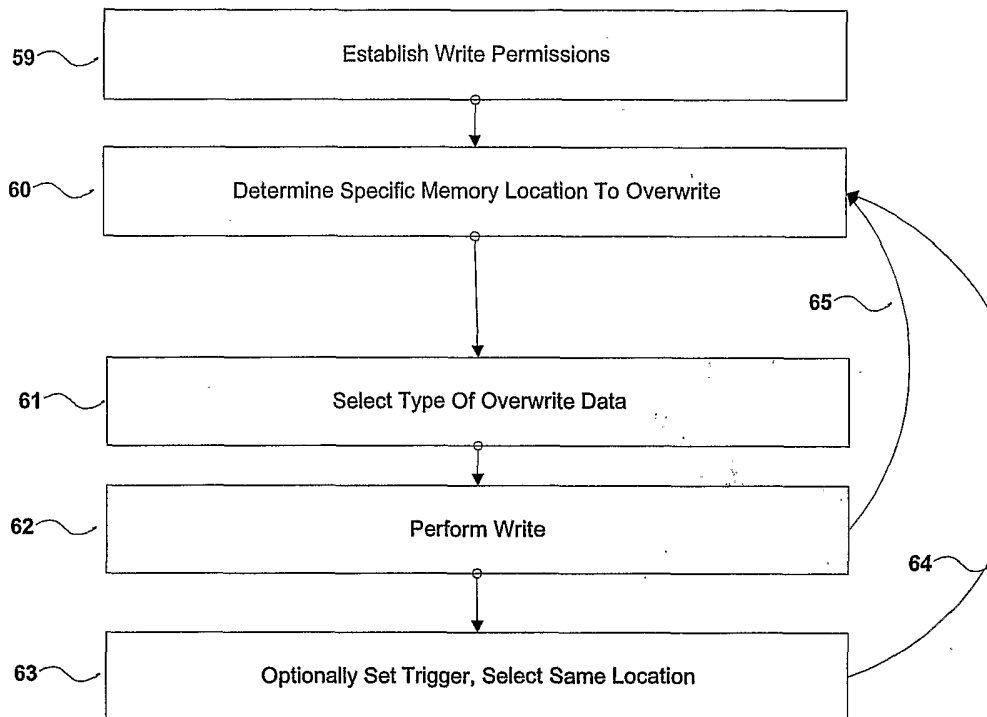 59 Establish Write Permissions
60 Determine Specific Memory Location To Overwrite
65
61 Select Type Of Overwrite Data
62 Perform Write
64
63 Optionally Set Trigger, Select Same Location